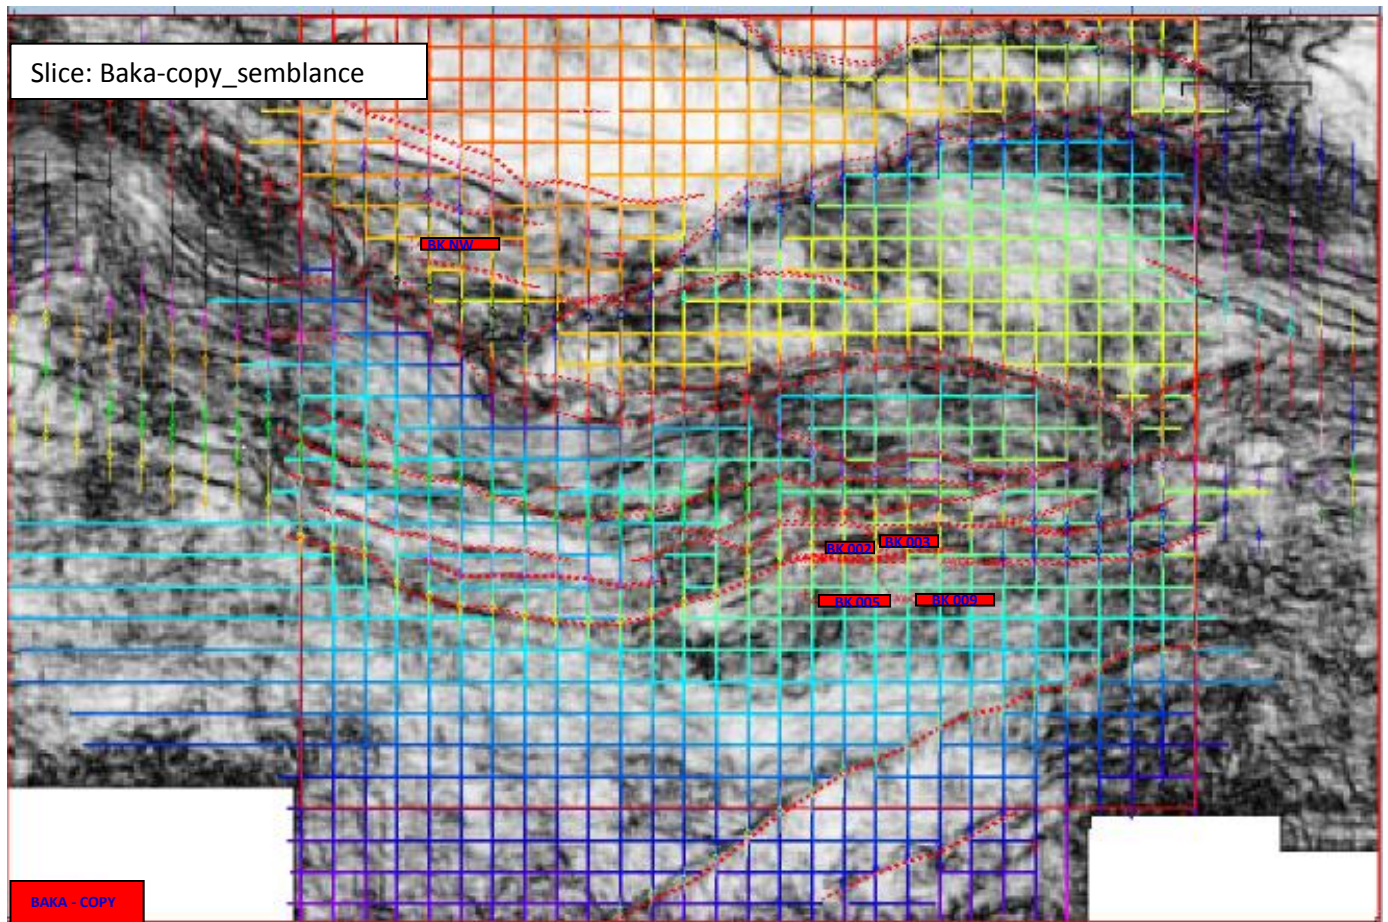 Slice: Baka-copy_semblance
BK NW
BK 002
BK 003
BK 005
BK 009
BAKA - COPY